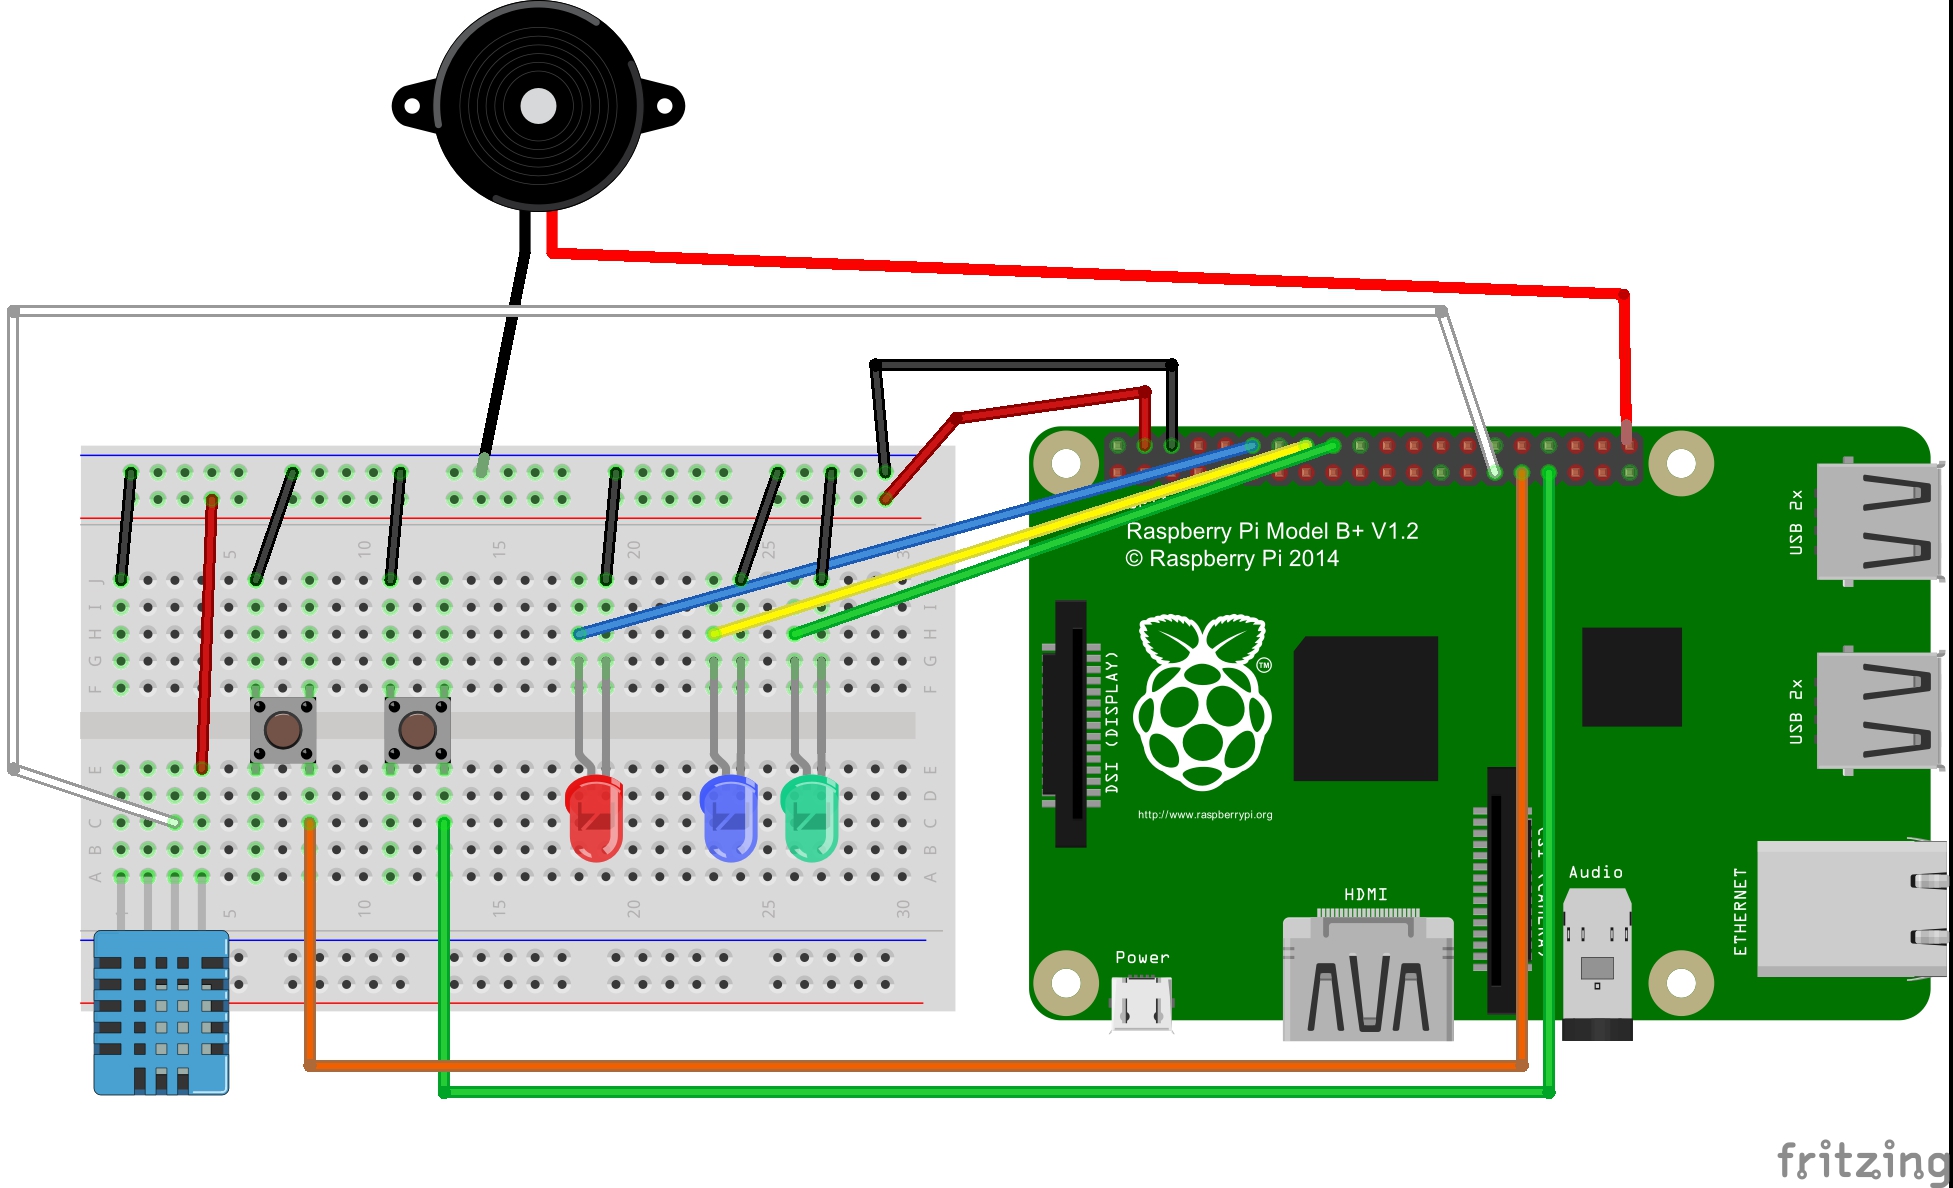 5
10
15
20
25
J
I
H
G
F
E
D
C
B
A
J
I
H
G
F
E
D
C
B
A
5
10
15
20
25
30
Raspberry Pi Model B+ V1.2
© Raspberry Pi 2014
DSI (DISPLAY)
TM
http://www.raspberrypi.org
USB 2x
USB 2x
Power
HDMI
Audio
ETHERNET
fritzing